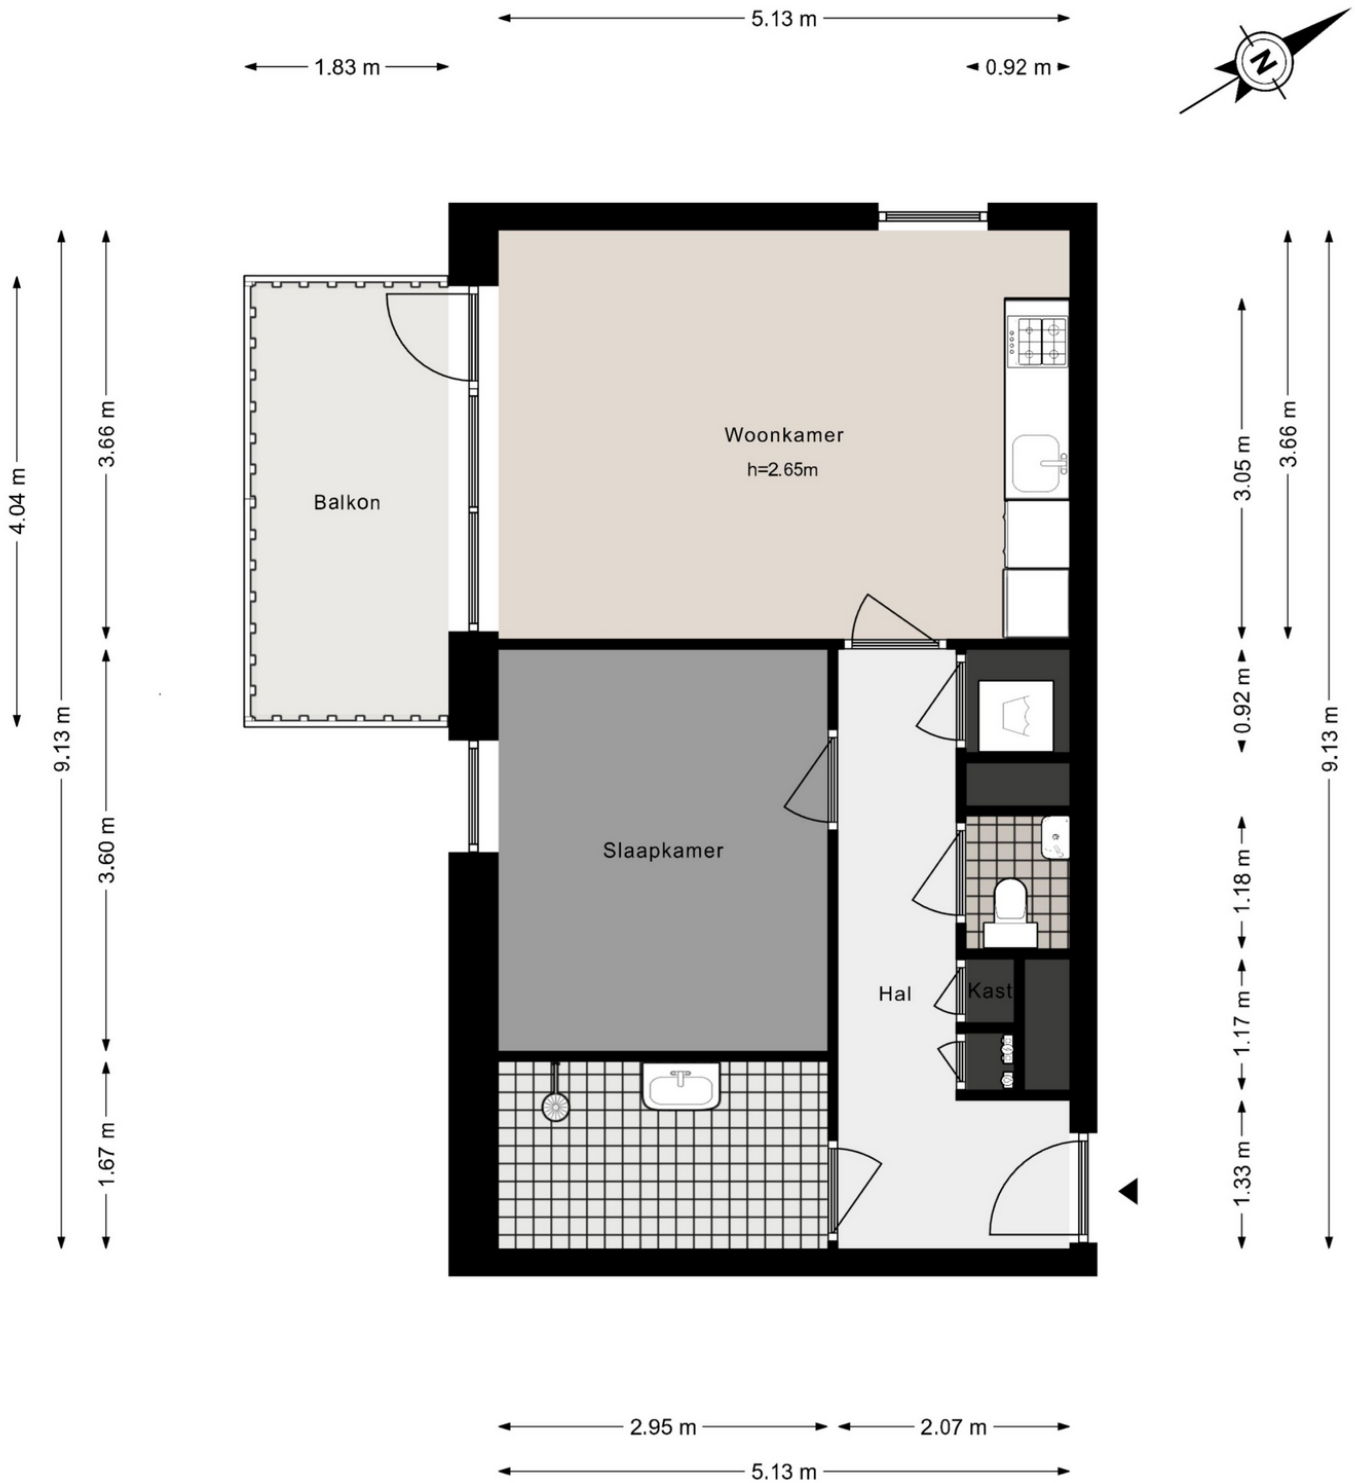 5.13 m
1.83 m
0.92 m
N
Woonkamer
h=2.65m
Balkon
4.04 m
9.13 m
3.66 m
3.05 m
3.66 m
9.13 m
0.92 m
3.60 m
Slaapkamer
1.18 m
Hal
Kast
1.17 m
1.67 m
1.33 m
2.95 m
2.07 m
5.13 m